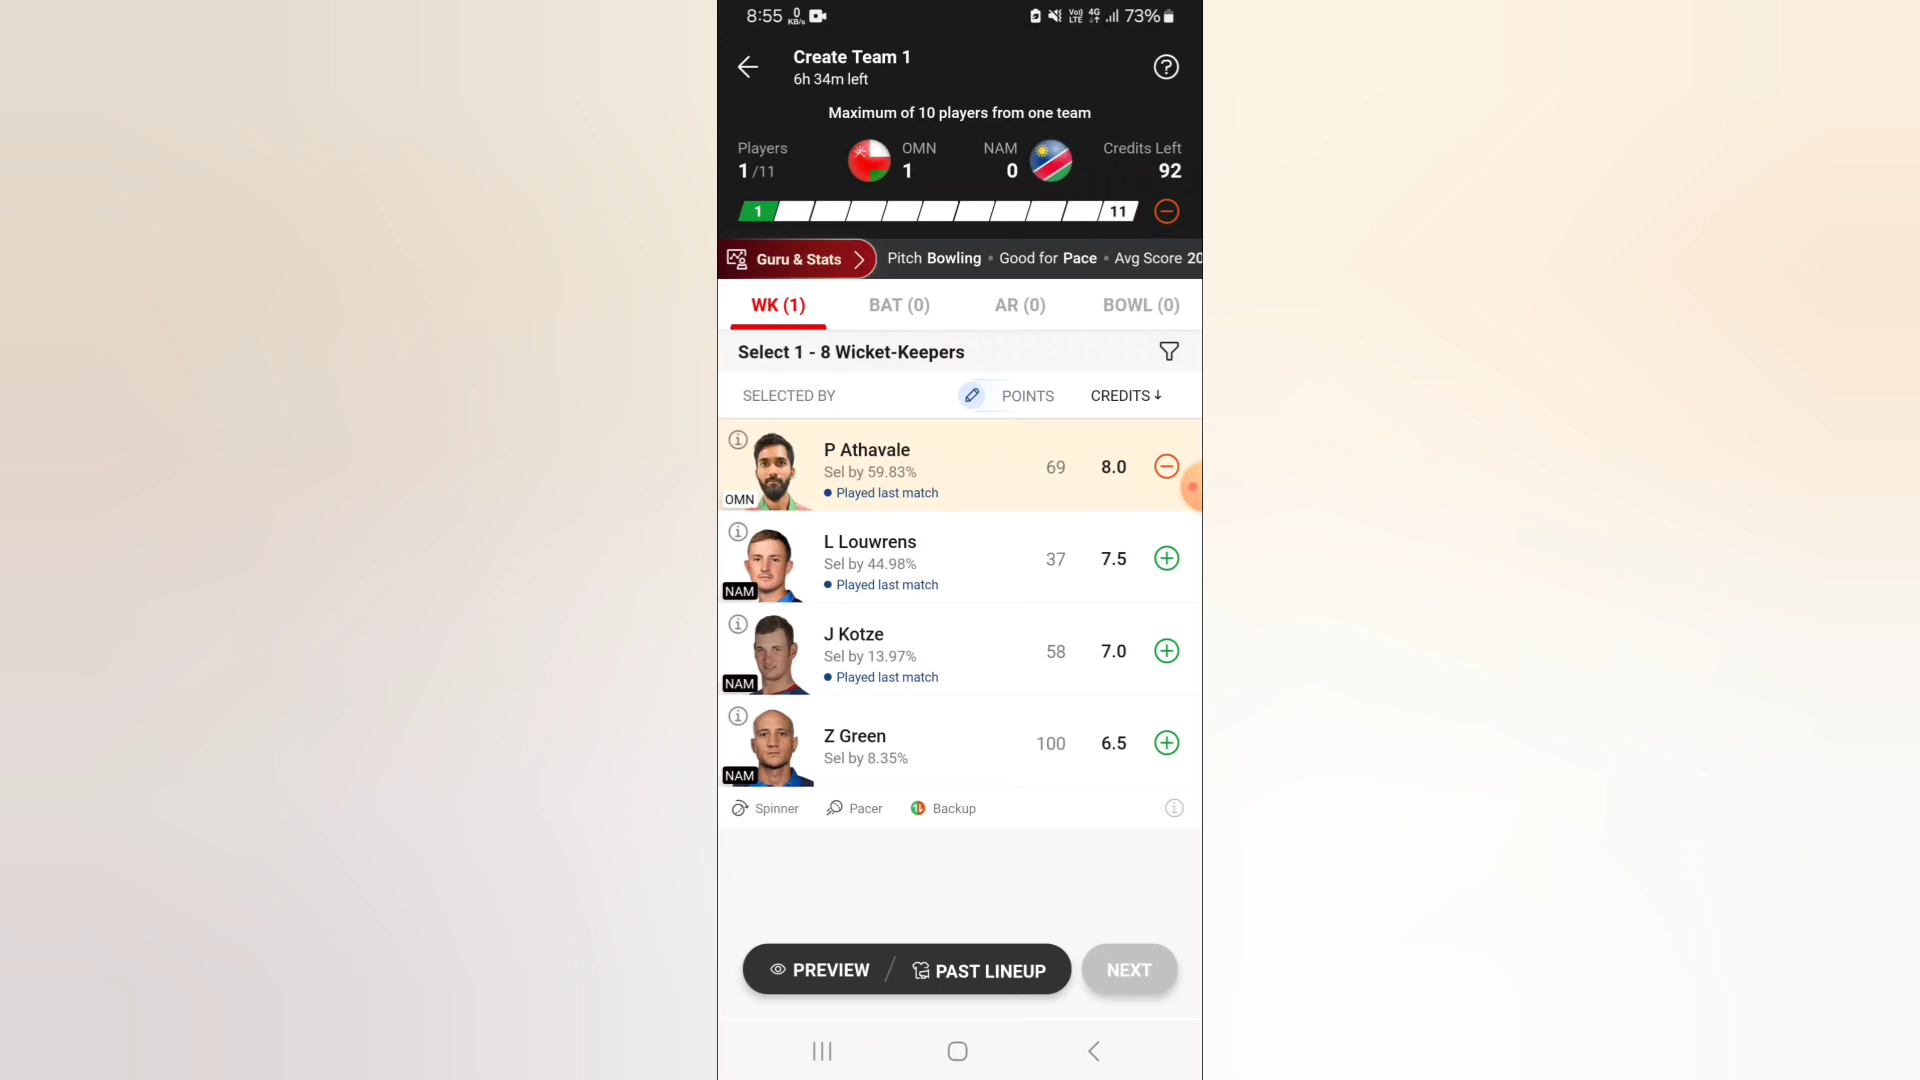 8:55 0 KB/s Vo) LTE 4G 73%
Create Team 1
6h 34m left
Maximum of 10 players from one team
Players OMN NAM Credits Left
1/11 1 0 92
1 11
Guru & Stats Pitch Bowling • Good for Pace • Avg Score 20
WK (1) BAT (0) AR (0) BOWL (0)
Select 1 - 8 Wicket-Keepers
SELECTED BY POINTS CREDITS↓
P Athavale
Sel by 59.83% 69 8.0
OMN • Played last match
L Louwrens
Sel by 44.98% 37 7.5
NAM • Played last match
J Kotze
Sel by 13.97% 58 7.0
NAM • Played last match
Z Green 100 6.5
Sel by 8.35%
NAM
Spinner Pacer Backup
PREVIEW / PAST LINEUP NEXT